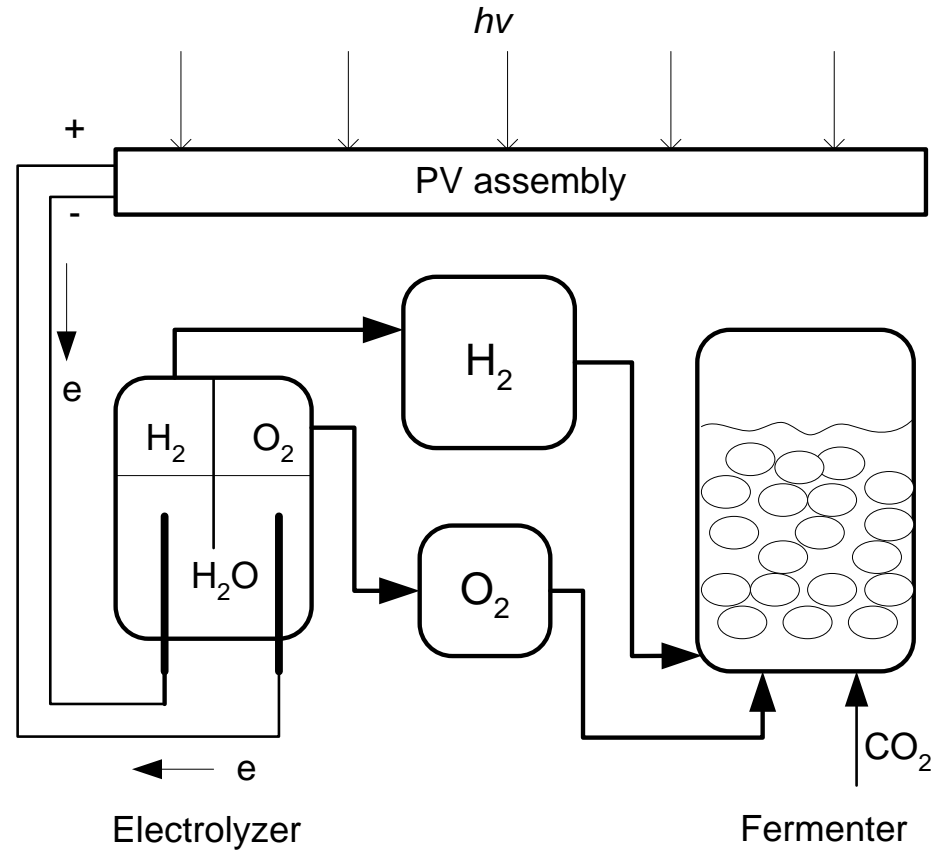 hv
+
PV assembly
-
e
H₂
H₂
O₂
H₂O
O₂
CO₂
e
Electrolyzer
Fermenter